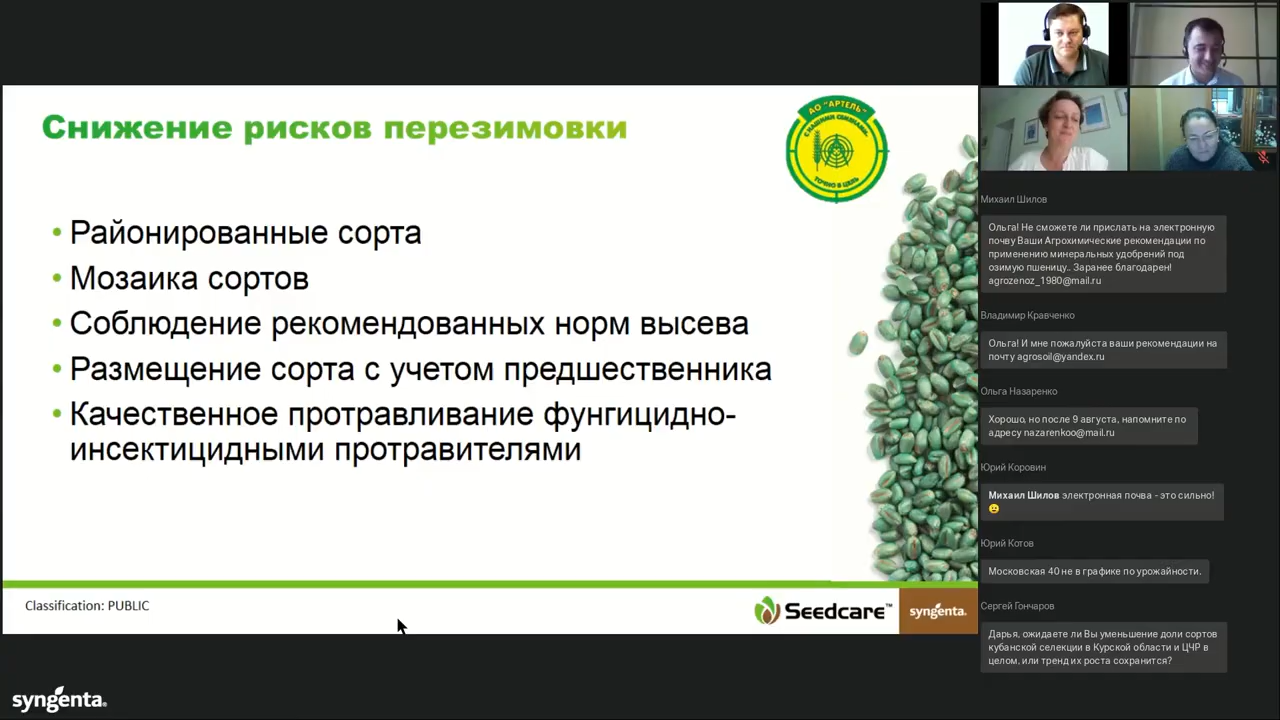 Снижение рисков перезимовки
АО "АРТЕЛЬ"
С НАШИМИ СЕМЕНАМИ -
ТОЧНО В ЦЕЛЬ
• Районированные сорта
• Мозаика сортов
• Соблюдение рекомендованных норм высева
• Размещение сорта с учетом предшественника
• Качественное протравливание фунгицидно-
инсектицидными протравителями
Classification: PUBLIC
Seedcare™
syngenta.
syngenta.
Михаил Шилов
Ольга! Не сможете ли прислать на электронную
почву Ваши Агрохимические рекомендации по
применению минеральных удобрений под
озимую пшеницу.. Заранее благодарен!
agrozenoz_1980@mail.ru
Владимир Кравченко
Ольга! И мне пожалуйста ваши рекомендации на
почту agrosoil@yandex.ru
Ольга Назаренко
Хорошо, но после 9 августа, напомните по
адресу nazarenkoo@mail.ru
Юрий Коровин
Михаил Шилов электронная почва - это сильно!
Юрий Котов
Московская 40 не в графике по урожайности.
Сергей Гончаров
Дарья, ожидаете ли Вы уменьшение доли сортов
кубанской селекции в Курской области и ЦЧР в
целом, или тренд их роста сохранится?